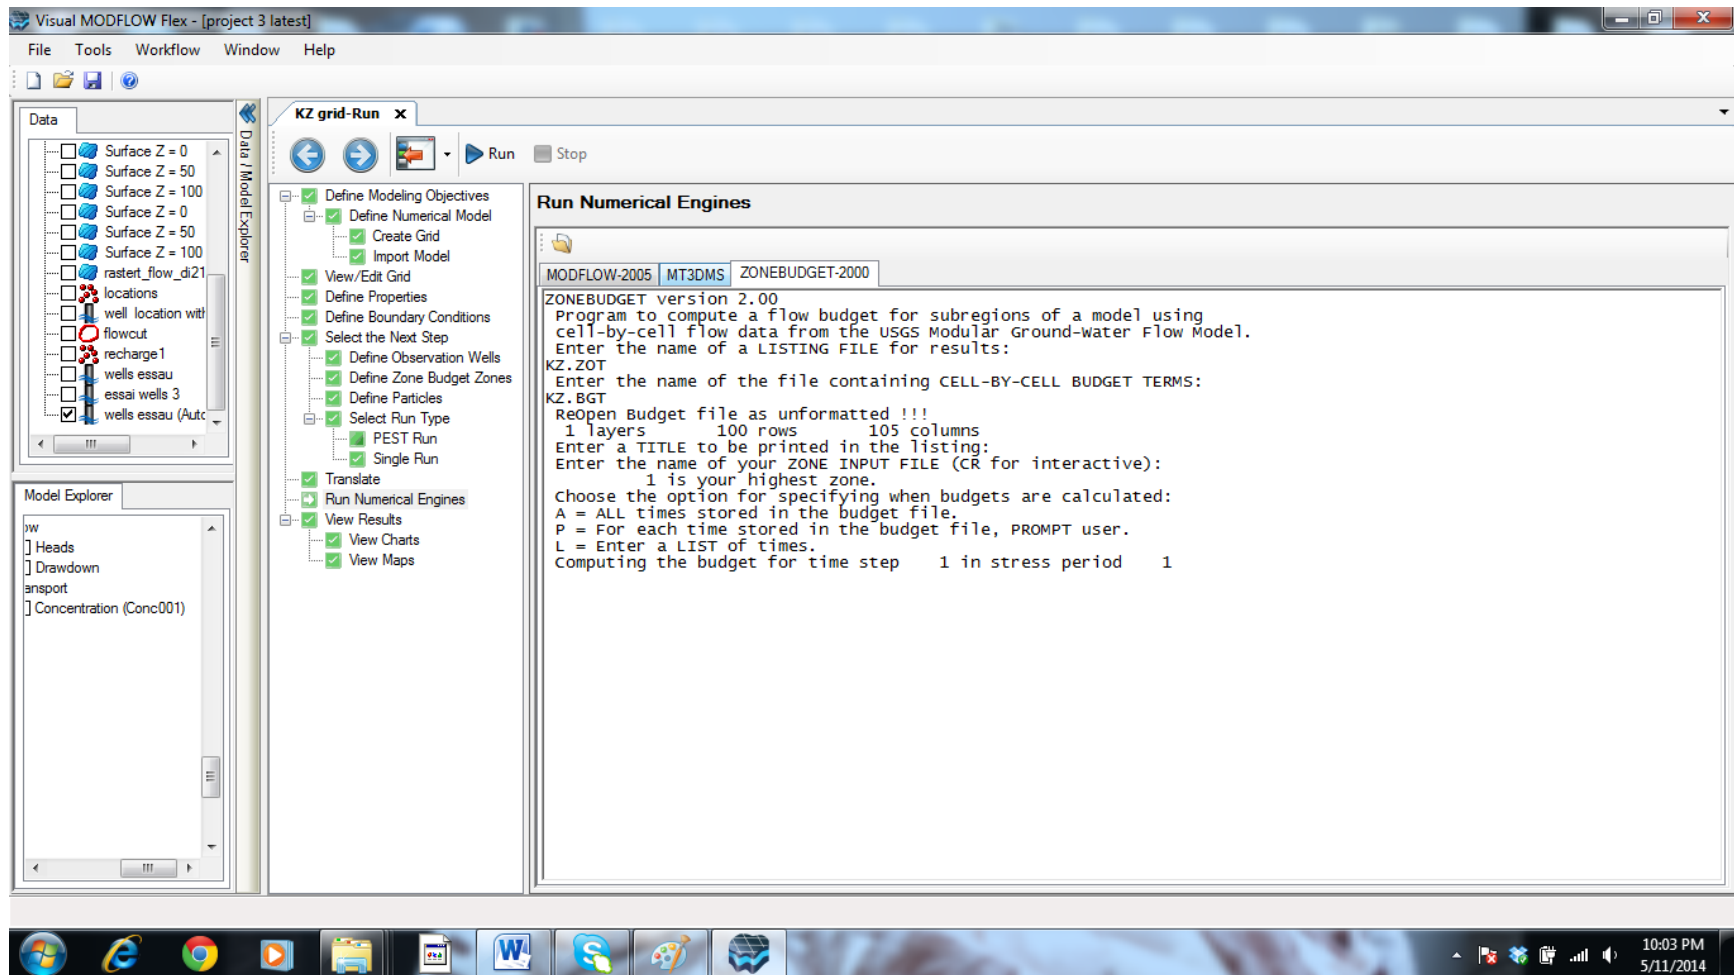 Visual MODFLOW Flex - [project 3 latest]
File Tools Workflow Window Help
Data
Surface Z = 0
Surface Z = 50
Surface Z = 100
Surface Z = 0
Surface Z = 50
Surface Z = 100
rastert_flow_di21
locations
well location with
flowcut
recharge1
wells essau
essai wells 3
wells essau (Autc
Data / Model Explorer
Model Explorer
ow
Heads
Drawdown
ansport
Concentration (Conc001)
KZ grid-Run x
Run Stop
Define Modeling Objectives
Define Numerical Model
Create Grid
Import Model
View/Edit Grid
Define Properties
Define Boundary Conditions
Select the Next Step
Define Observation Wells
Define Zone Budget Zones
Define Particles
Select Run Type
PEST Run
Single Run
Translate
Run Numerical Engines
View Results
View Charts
View Maps
Run Numerical Engines
MODFLOW-2005 MT3DMS ZONEBUDGET-2000
ZONEBUDGET version 2.00
Program to compute a flow budget for subregions of a model using
cell-by-cell flow data from the USGS Modular Ground-Water Flow Model.
Enter the name of a LISTING FILE for results:
KZ.ZOT
Enter the name of the file containing CELL-BY-CELL BUDGET TERMS:
KZ.BGT
ReOpen Budget file as unformatted !!!
1 layers 100 rows 105 columns
Enter a TITLE to be printed in the listing:
Enter the name of your ZONE INPUT FILE (CR for interactive):
1 is your highest zone.
Choose the option for specifying when budgets are calculated:
A = ALL times stored in the budget file.
P = For each time stored in the budget file, PROMPT user.
L = Enter a LIST of times.
Computing the budget for time step 1 in stress period 1
10:03 PM
5/11/2014